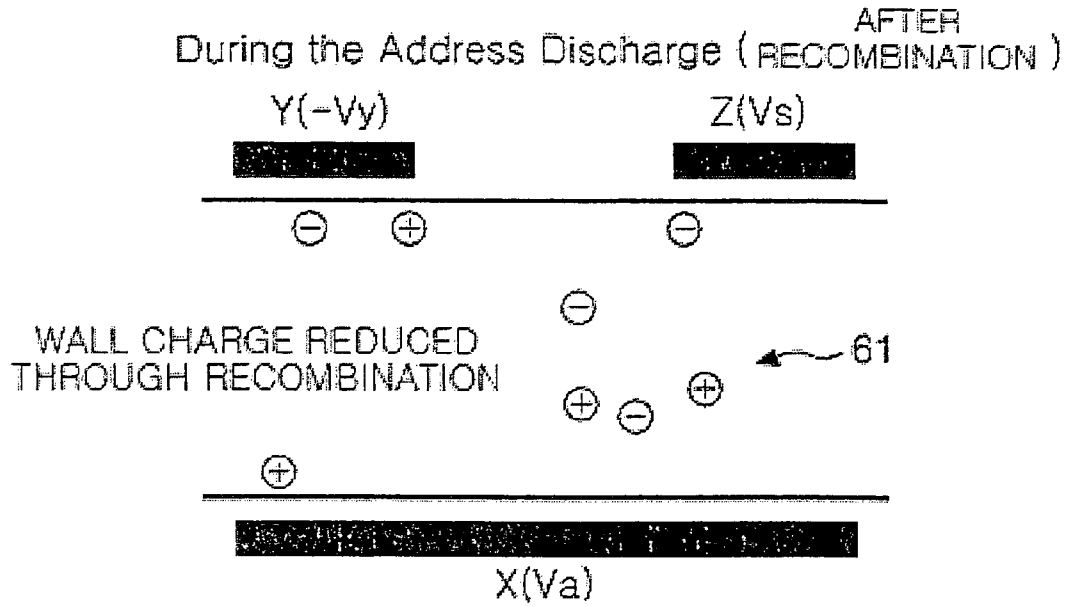 During the Address Discharge ( AFTER RECOMBINATION )
Y(-Vy)
Z(Vs)
⊖ ⊕ ⊖
⊖
WALL CHARGE REDUCED
THROUGH RECOMBINATION
61
⊕ ⊖ ⊕
⊕
X(Va)